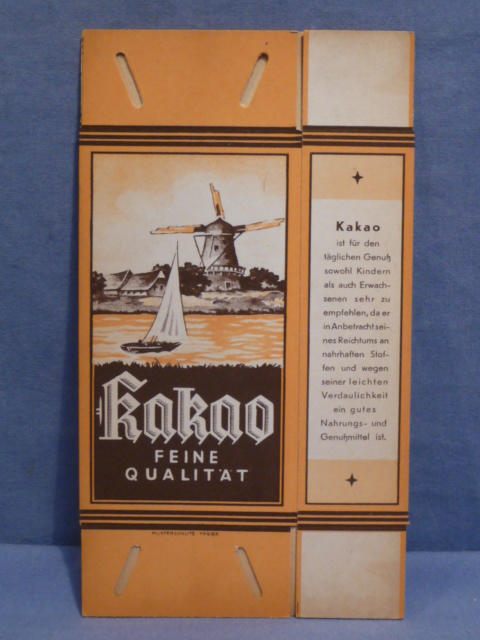 Kakao
FEINE
QUALITÄT
MUSTERSCHUTZ
Kakao
ist für den
täglichen Genuß
sowohl Kindern
als auch Erwach-
senen sehr zu
empfehlen, da er
in Anbetracht sei-
nes Reichtums an
nahrhaften Stof-
fen und wegen
seiner leichten
Verdaulichkeit
ein gutes
Nahrungs- und
Genußmittel ist.